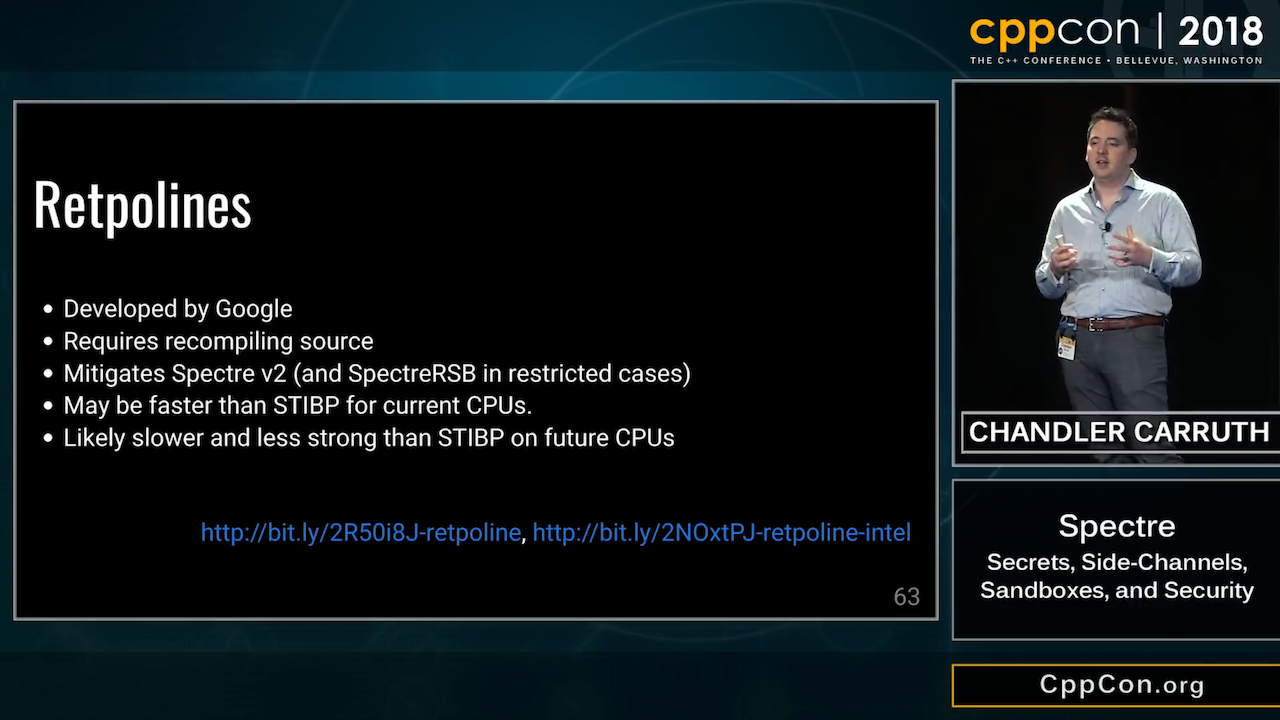 cppcon | 2018
THE C++ CONFERENCE • BELLEVUE, WASHINGTON
Retpolines
• Developed by Google
• Requires recompiling source
• Mitigates Spectre v2 (and SpectreRSB in restricted cases)
• May be faster than STIBP for current CPUs.
• Likely slower and less strong than STIBP on future CPUs
http://bit.ly/2R50i8J-retpoline, http://bit.ly/2NOxtPJ-retpoline-intel
63
CHANDLER CARRUTH
Spectre
Secrets, Side-Channels,
Sandboxes, and Security
CppCon.org